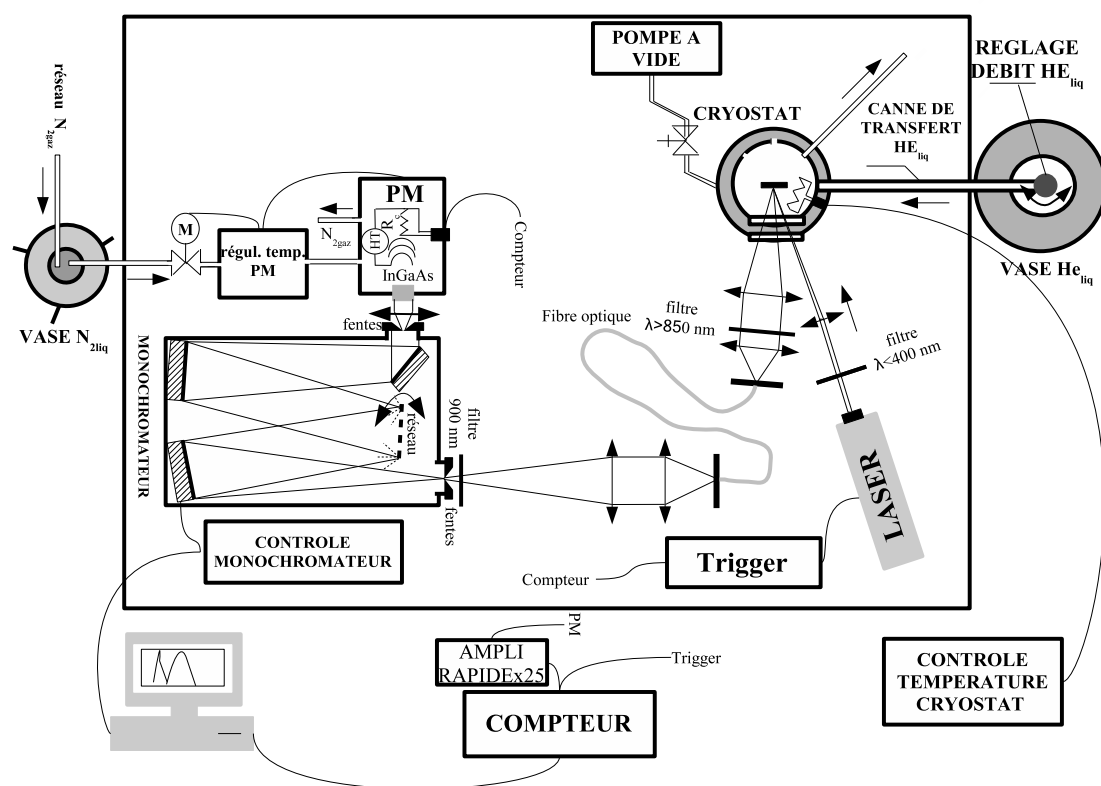 POMPE A
VIDE
REGLAGE
DEBIT HEliq
réseau N2gaz
CRYOSTAT
CANNE DE
TRANSFERT
HEliq
PM
N2gaz
HT
Rc
InGaAs
Compteur
M
régul. temp.
PM
VASE N2liq
VASE Heliq
fentes
Fibre optique
filtre
λ>850 nm
filtre
λ<400 nm
MONOCHROMATEUR
réseau
filtre
900 nm
fentes
LASER
CONTROLE
MONOCHROMATEUR
Trigger
Compteur
PM
AMPLI
RAPIDEx25
Trigger
COMPTEUR
CONTROLE
TEMPERATURE
CRYOSTAT